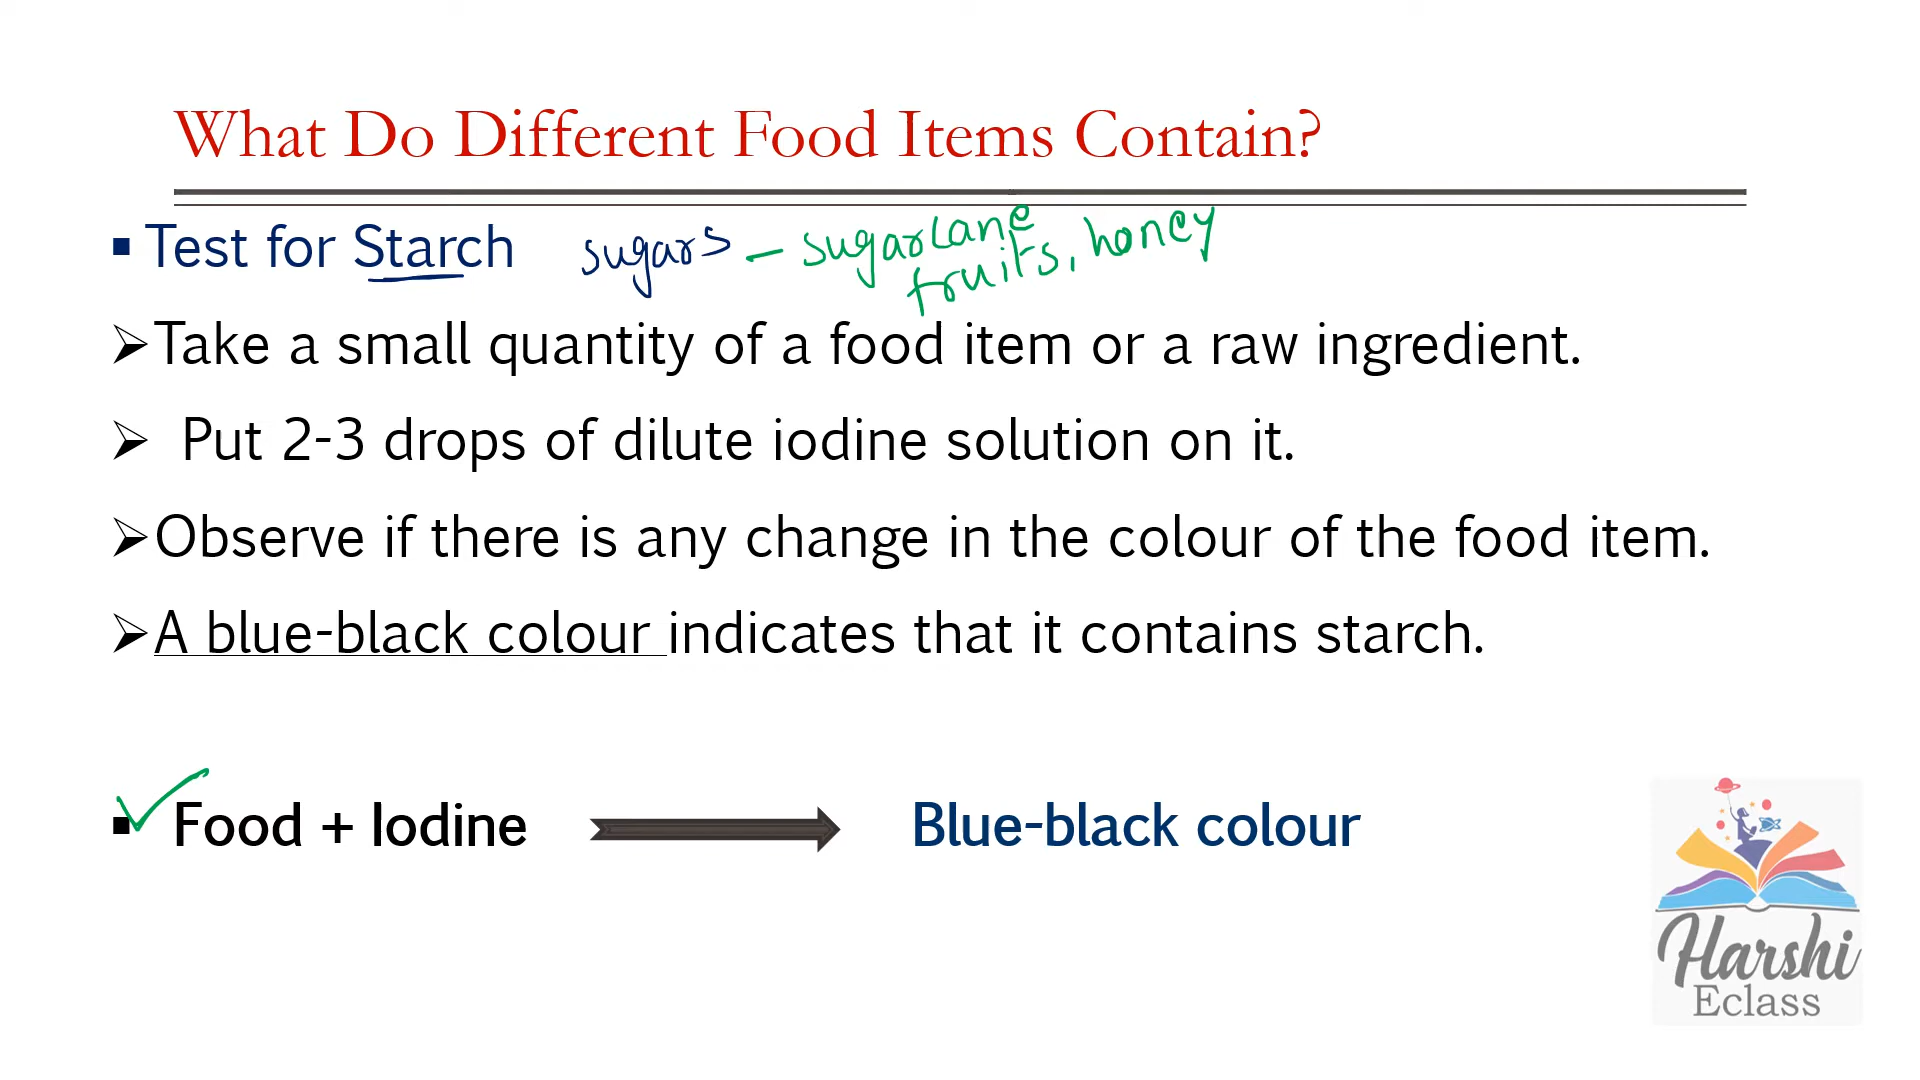 What Do Different Food Items Contain?
▪ Test for Starch sugars – sugarcane
fruits, honey
➢Take a small quantity of a food item or a raw ingredient.
➢ Put 2-3 drops of dilute iodine solution on it.
➢Observe if there is any change in the colour of the food item.
➢A blue-black colour indicates that it contains starch.
▪ Food + Iodine Blue-black colour
Harshi
Eclass